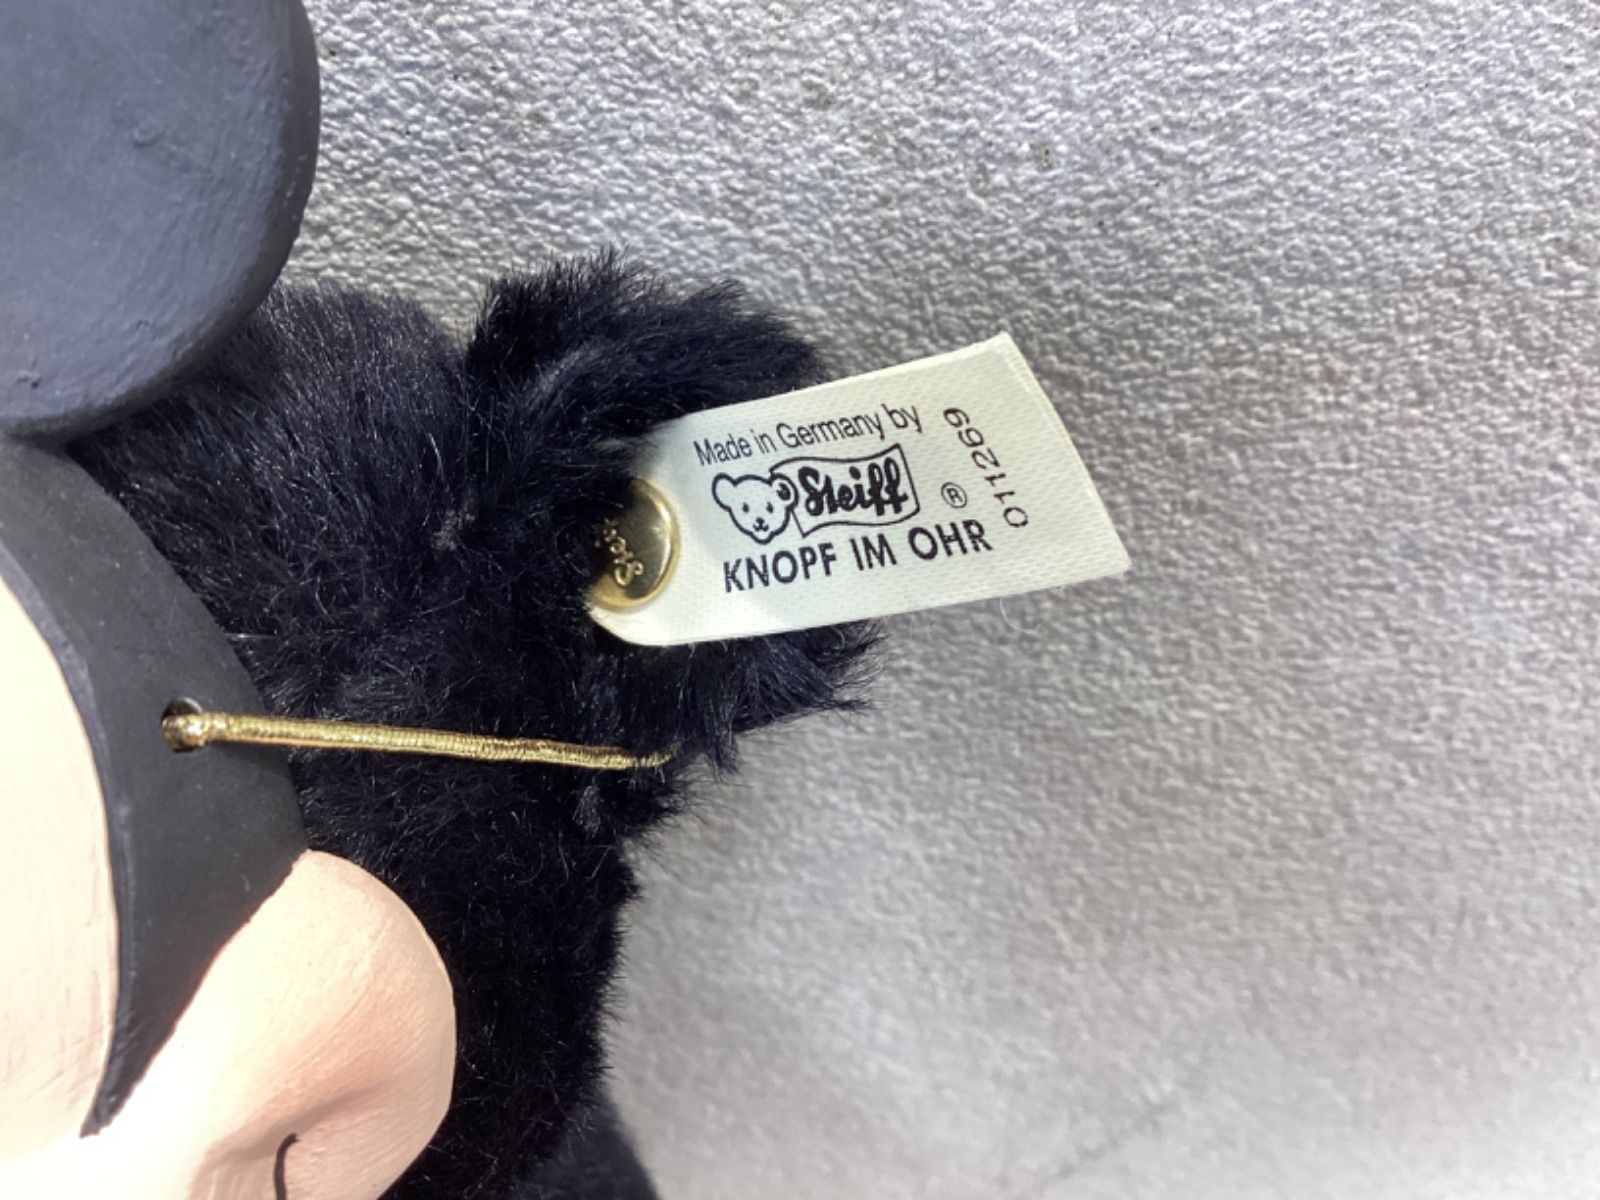 Made in Germany by
Steiff ®
KNOPF IM OHR
011269